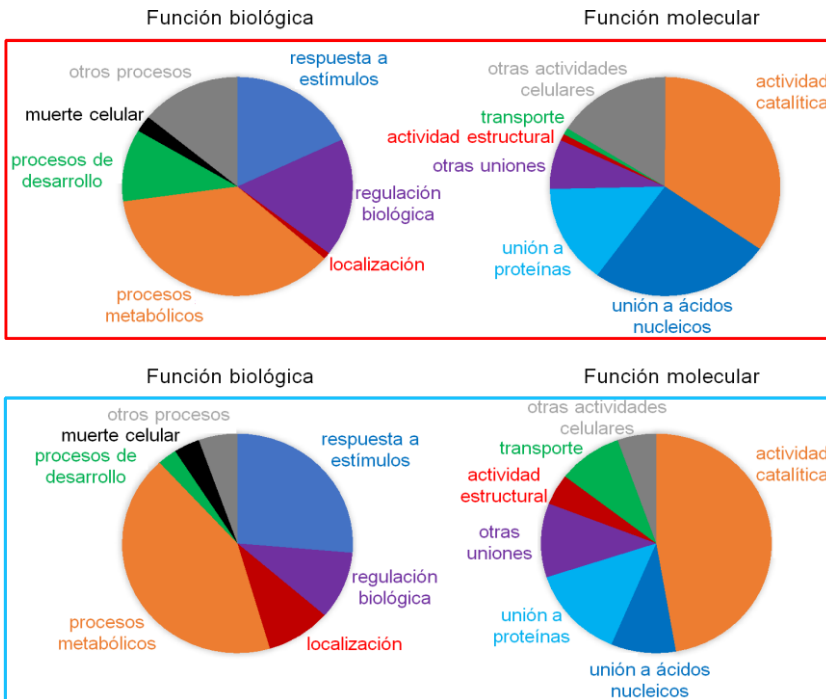 Función biológica
Función molecular
otros procesos
respuesta a
estímulos
muerte celular
procesos de
desarrollo
regulación
biológica
localización
procesos
metabólicos
otras actividades
celulares
actividad
catalítica
transporte
actividad estructural
otras uniones
unión a
proteínas
unión a ácidos
nucleicos
Función biológica
Función molecular
otros procesos
muerte celular
respuesta a
estímulos
procesos de
desarrollo
regulación
biológica
procesos
metabólicos
localización
otras actividades
celulares
transporte
actividad
catalítica
actividad
estructural
otras
uniones
unión a
proteínas
unión a ácidos
nucleicos